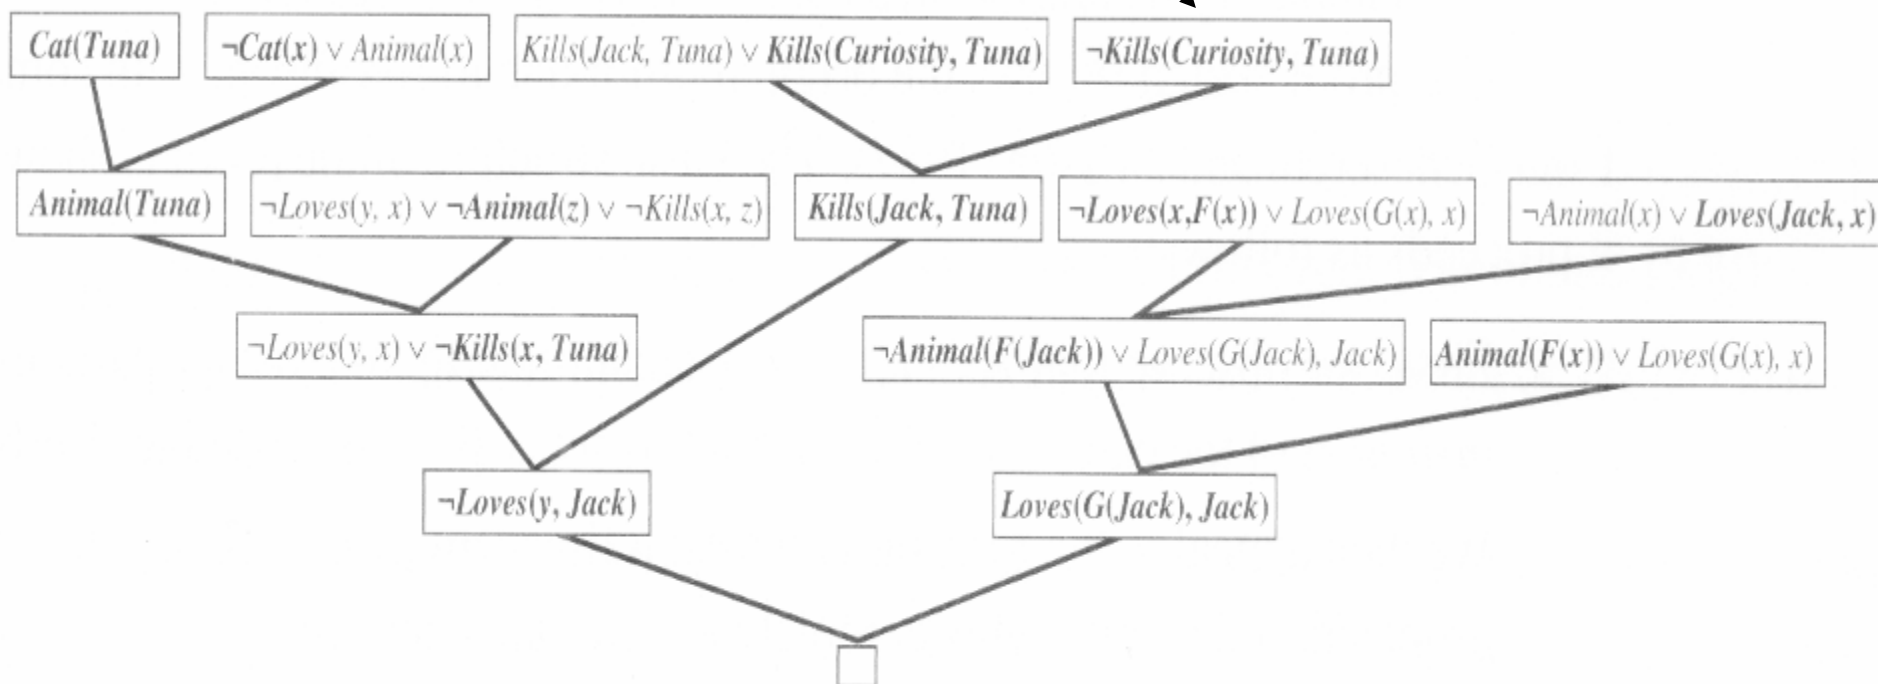 Cat(Tuna) ¬Cat(x) ∨ Animal(x) Kills(Jack, Tuna) ∨ Kills(Curiosity, Tuna) ¬Kills(Curiosity, Tuna)
Animal(Tuna) ¬Loves(y, x) ∨ ¬Animal(z) ∨ ¬Kills(x, z) Kills(Jack, Tuna) ¬Loves(x,F(x)) ∨ Loves(G(x), x) ¬Animal(x) ∨ Loves(Jack, x)
¬Loves(y, x) ∨ ¬Kills(x, Tuna) ¬Animal(F(Jack)) ∨ Loves(G(Jack), Jack) Animal(F(x)) ∨ Loves(G(x), x)
¬Loves(y, Jack) Loves(G(Jack), Jack)